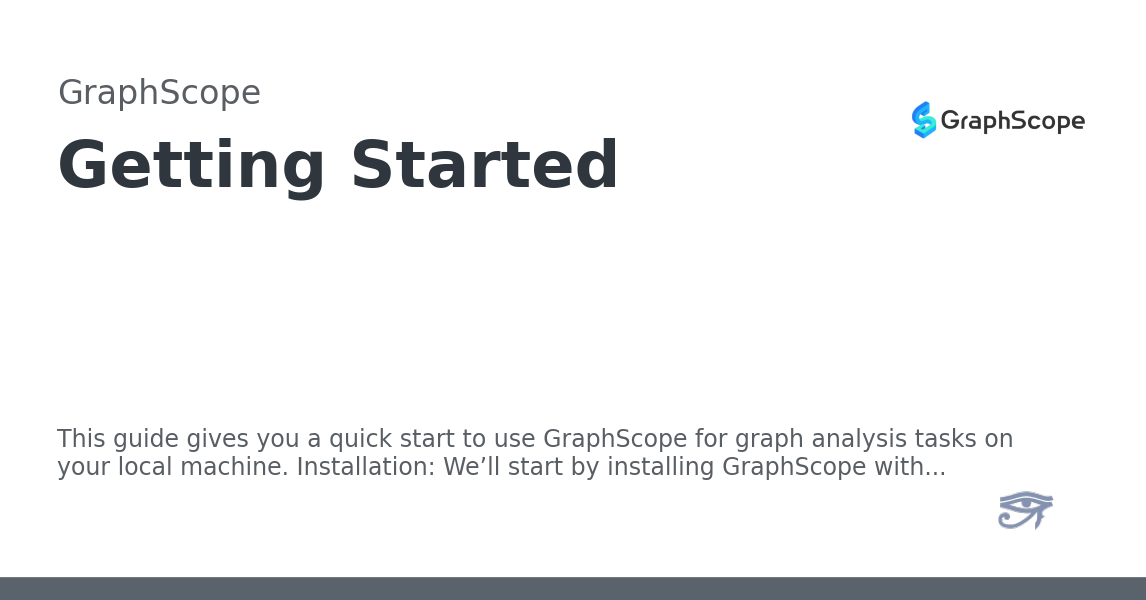 GraphScope
GraphScope
Getting Started
This guide gives you a quick start to use GraphScope for graph analysis tasks on
your local machine. Installation: We’ll start by installing GraphScope with...